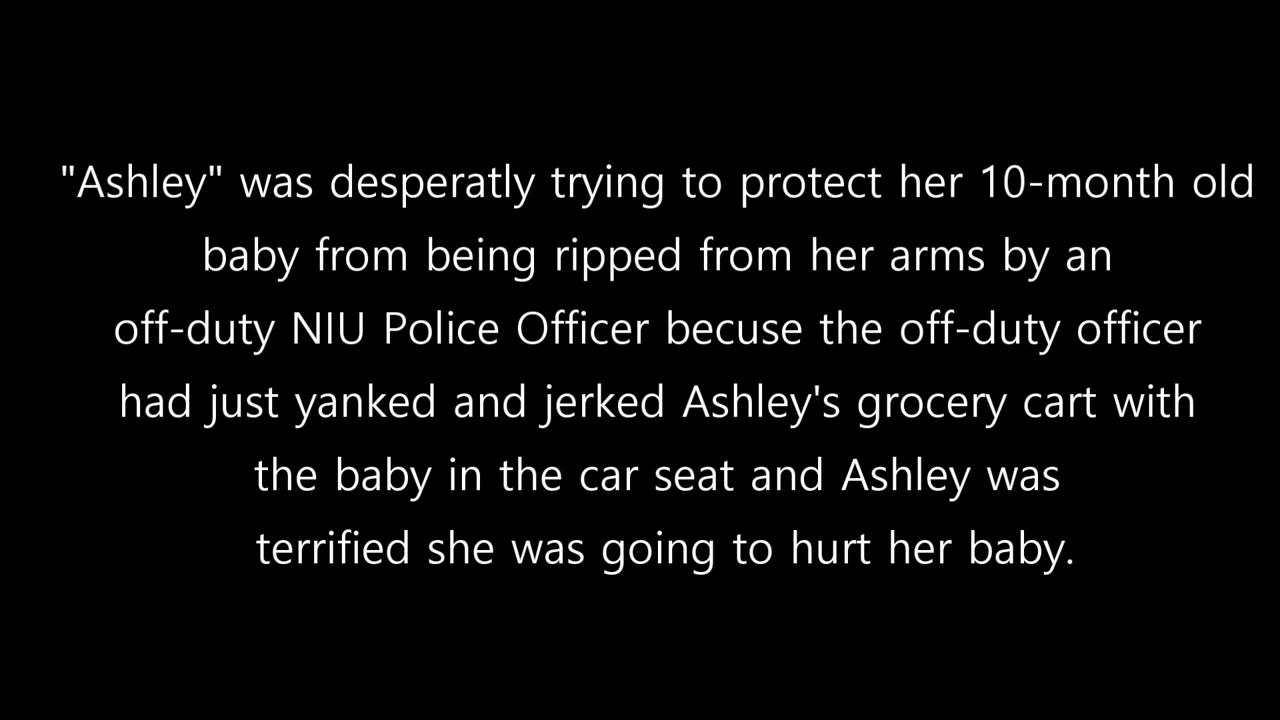 "Ashley" was desperatly trying to protect her 10-month old
baby from being ripped from her arms by an
off-duty NIU Police Officer becuse the off-duty officer
had just yanked and jerked Ashley's grocery cart with
the baby in the car seat and Ashley was
terrified she was going to hurt her baby.